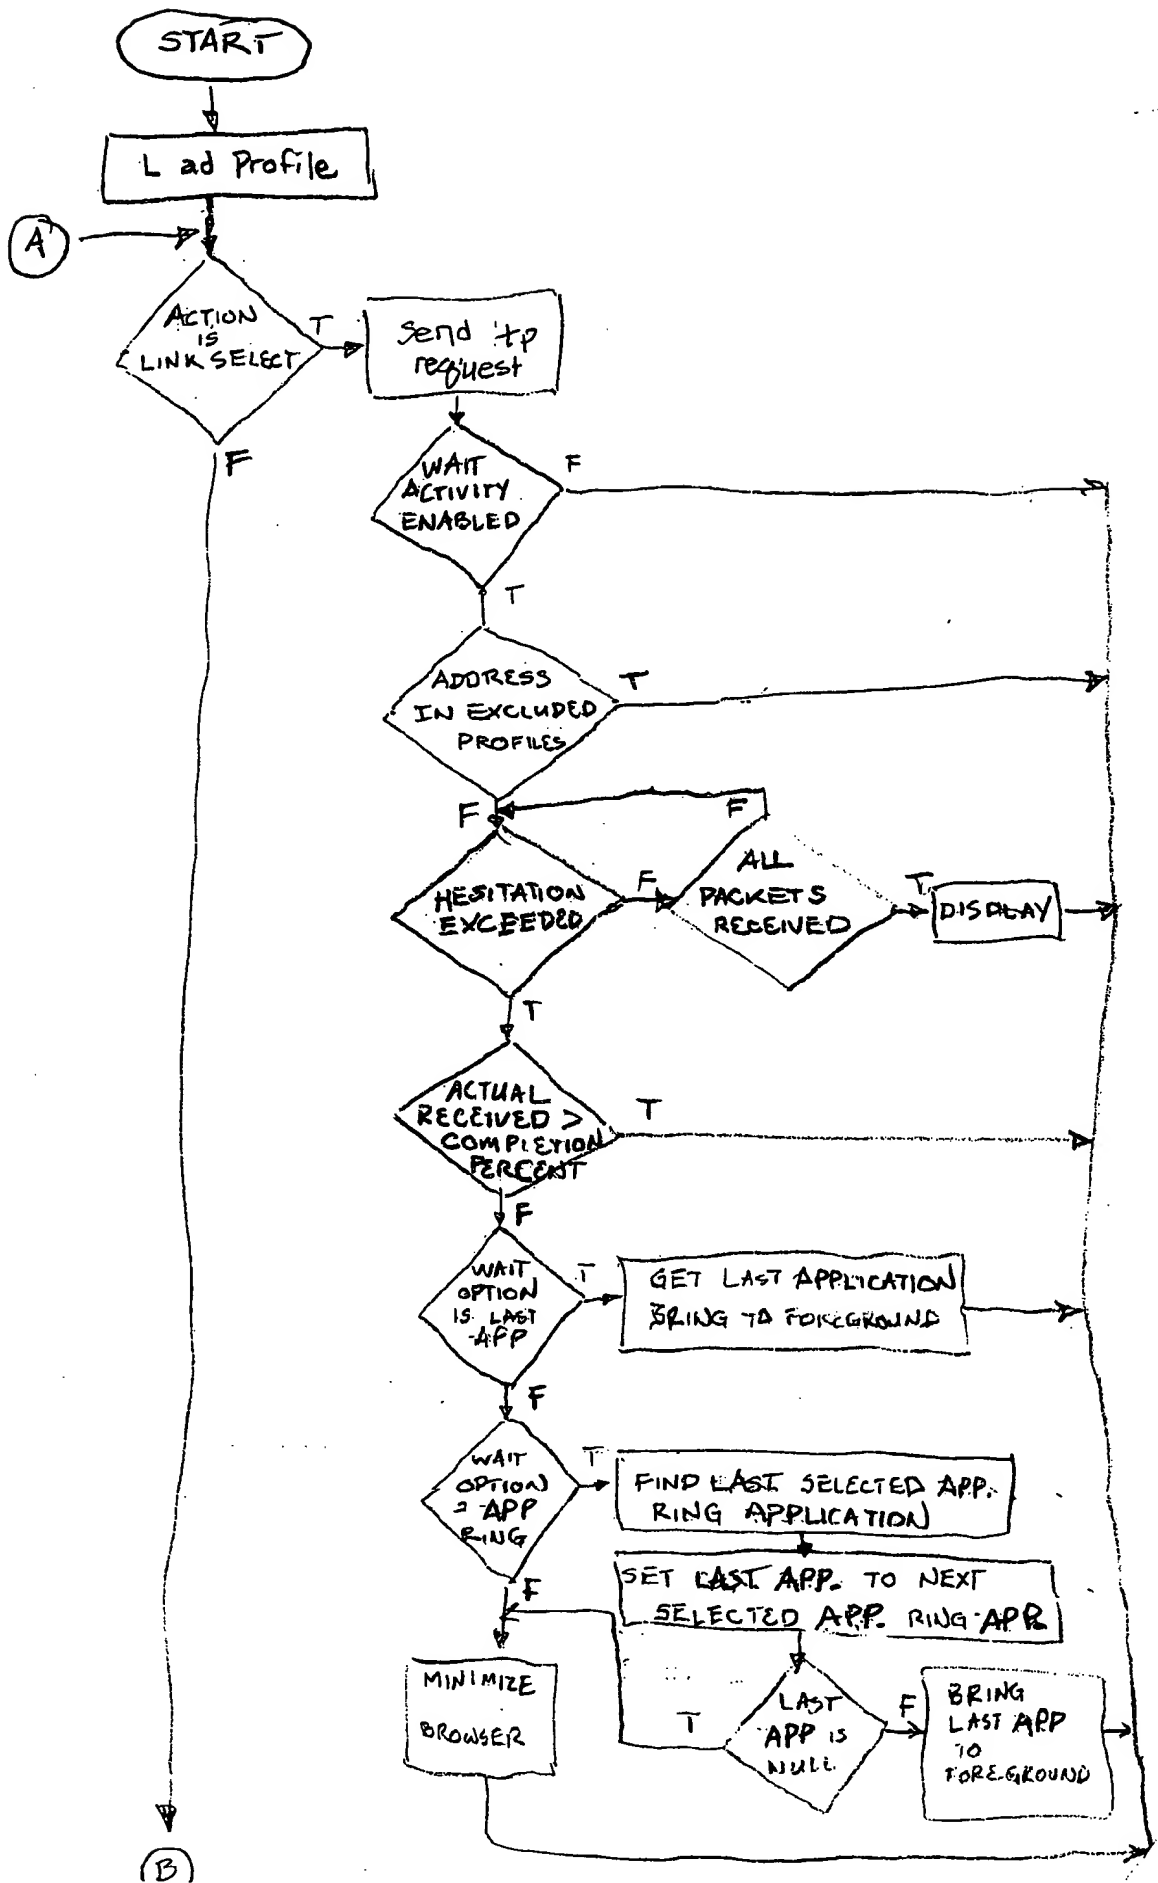 START
L ad Profile
A
ACTION
IS
LINK SELECT
T
F
Send tp
request
WAIT
ACTIVITY
ENABLED
F
T
ADDRESS
IN EXCLUDED
PROFILES
T
F
HESITATION
EXCEEDED
F
F
ALL
PACKETS
RECEIVED
T
DISPLAY
T
ACTUAL
RECEIVED >
COMPLETION
PERCENT
T
F
WAIT
OPTION
IS LAST
APP
T
GET LAST APPLICATION
BRING TO FOREGROUND
F
WAIT
OPTION
= APP
RING
T
FIND LAST SELECTED APP.
RING APPLICATION
F
SET LAST APP. TO NEXT
SELECTED APP. RING APP.
MINIMIZE
BROWSER
T
LAST
APP IS
NULL
F
BRING
LAST APP
TO
FOREGROUND
B